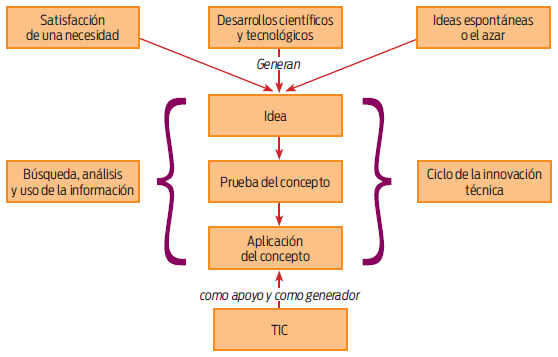 Satisfacción
de una necesidad
Desarrollos científicos
y tecnológicos
Ideas espontáneas
o el azar
Generan
Idea
Búsqueda, análisis
y uso de la información
Prueba del concepto
Ciclo de la innovación
técnica
Aplicación
del concepto
como apoyo y como generador
TIC